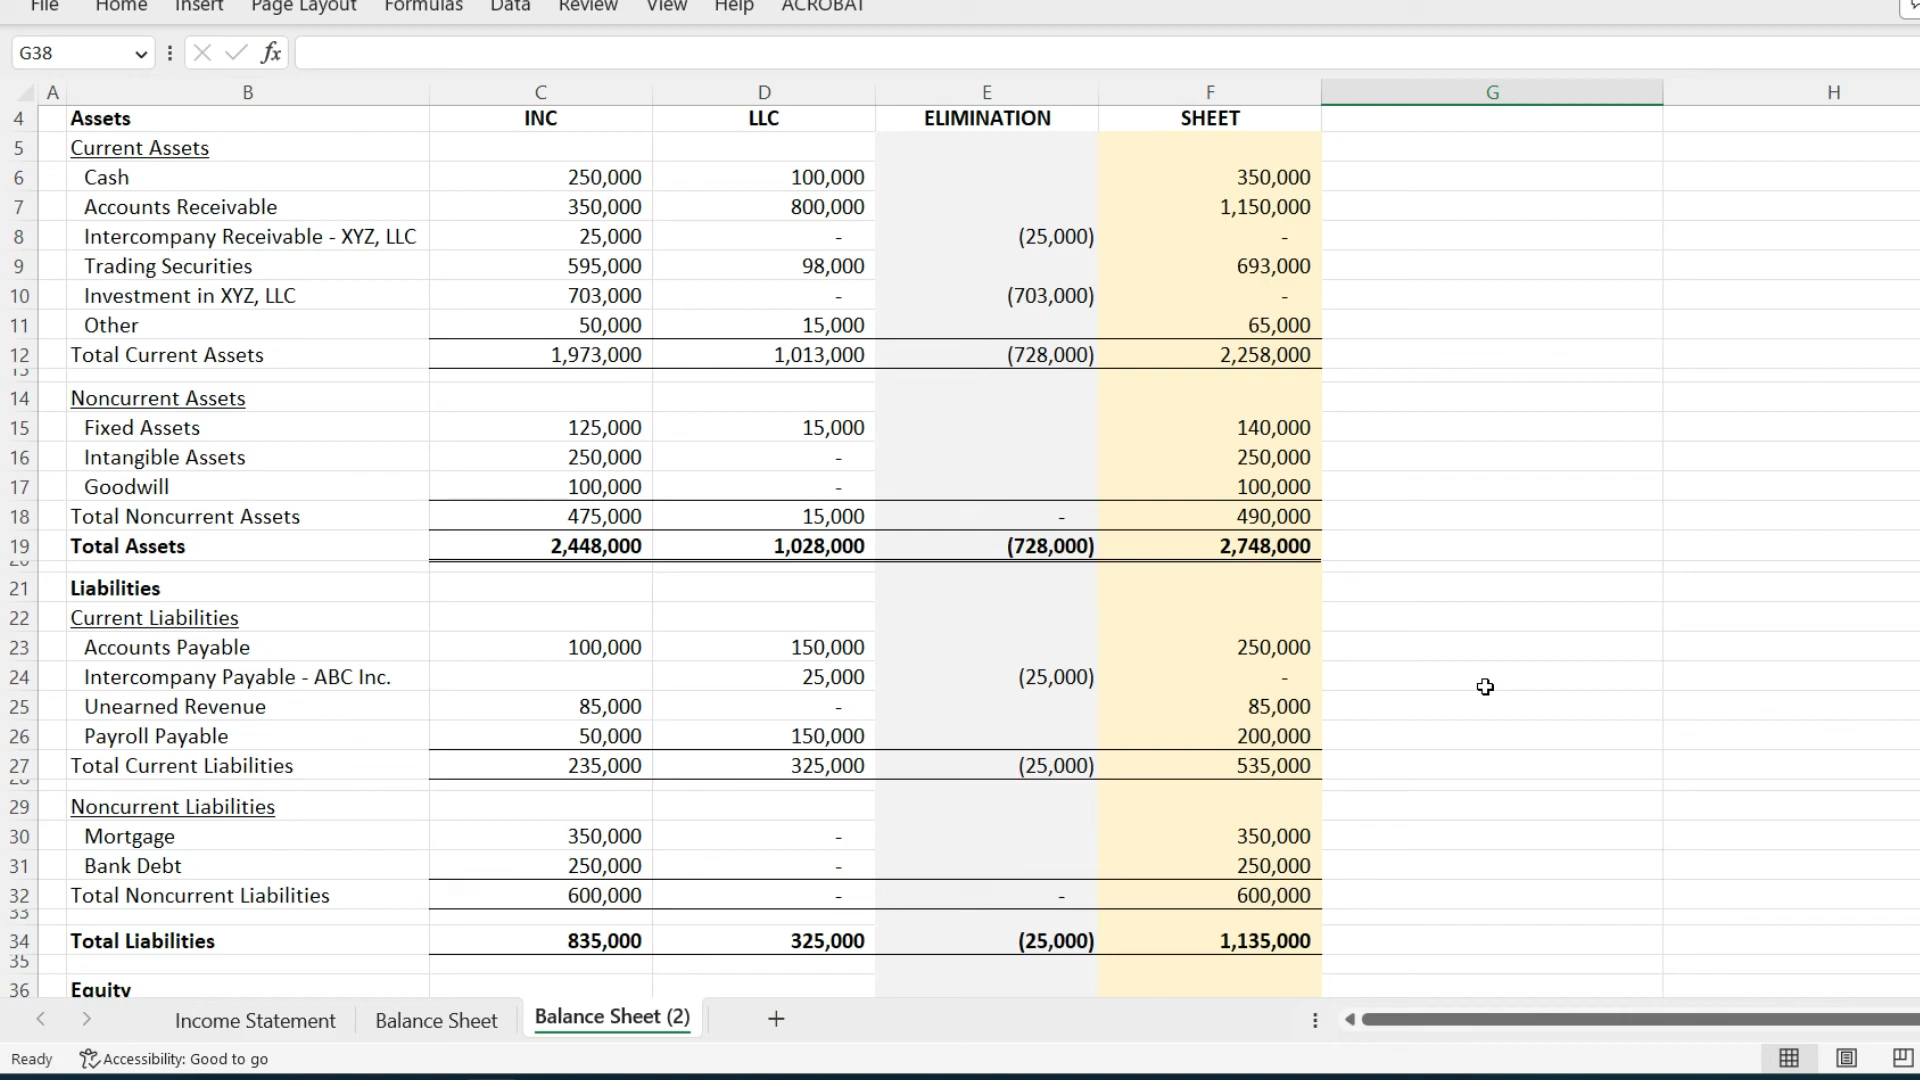 File Home Insert Page Layout Formulas Data Review View Help ACROBAT
G38 fx
A B C D E F G H
4 Assets INC LLC ELIMINATION SHEET
5 Current Assets
6 Cash 250,000 100,000 350,000
7 Accounts Receivable 350,000 800,000 1,150,000
8 Intercompany Receivable - XYZ, LLC 25,000 - (25,000) -
9 Trading Securities 595,000 98,000 693,000
10 Investment in XYZ, LLC 703,000 - (703,000) -
11 Other 50,000 15,000 65,000
12 Total Current Assets 1,973,000 1,013,000 (728,000) 2,258,000
13
14 Noncurrent Assets
15 Fixed Assets 125,000 15,000 140,000
16 Intangible Assets 250,000 - 250,000
17 Goodwill 100,000 - 100,000
18 Total Noncurrent Assets 475,000 15,000 - 490,000
19 Total Assets 2,448,000 1,028,000 (728,000) 2,748,000
20
21 Liabilities
22 Current Liabilities
23 Accounts Payable 100,000 150,000 250,000
24 Intercompany Payable - ABC Inc. 25,000 (25,000) -
25 Unearned Revenue 85,000 - 85,000
26 Payroll Payable 50,000 150,000 200,000
27 Total Current Liabilities 235,000 325,000 (25,000) 535,000
28
29 Noncurrent Liabilities
30 Mortgage 350,000 - 350,000
31 Bank Debt 250,000 - 250,000
32 Total Noncurrent Liabilities 600,000 - - 600,000
33
34 Total Liabilities 835,000 325,000 (25,000) 1,135,000
35
36 Equity
Income Statement Balance Sheet Balance Sheet (2)
Ready Accessibility: Good to go